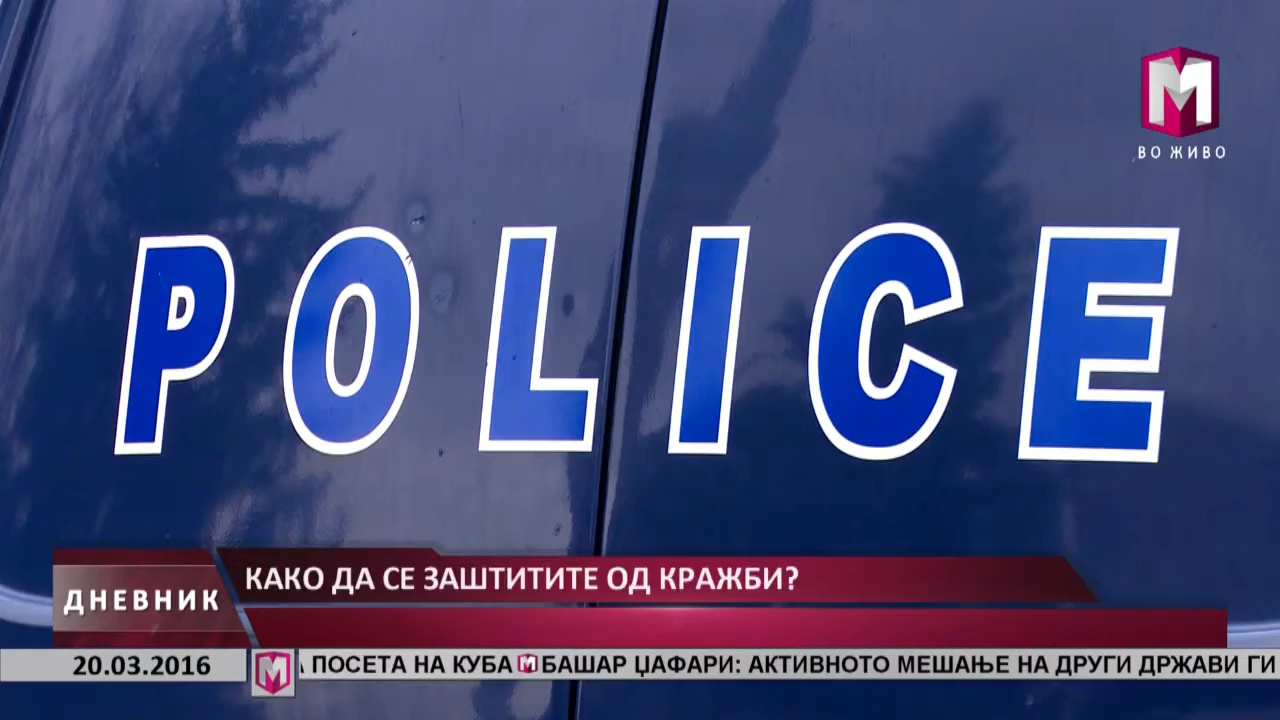 ВО ЖИВО
POLICE
КАКО ДА СЕ ЗАШТИТИТЕ ОД КРАЖБИ?
ДНЕВНИК
20.03.2016
ПОСЕТА НА КУБА М БАШАР ЏАФАРИ: АКТИВНОТО МЕШАЊЕ НА ДРУГИ ДРЖАВИ ГИ